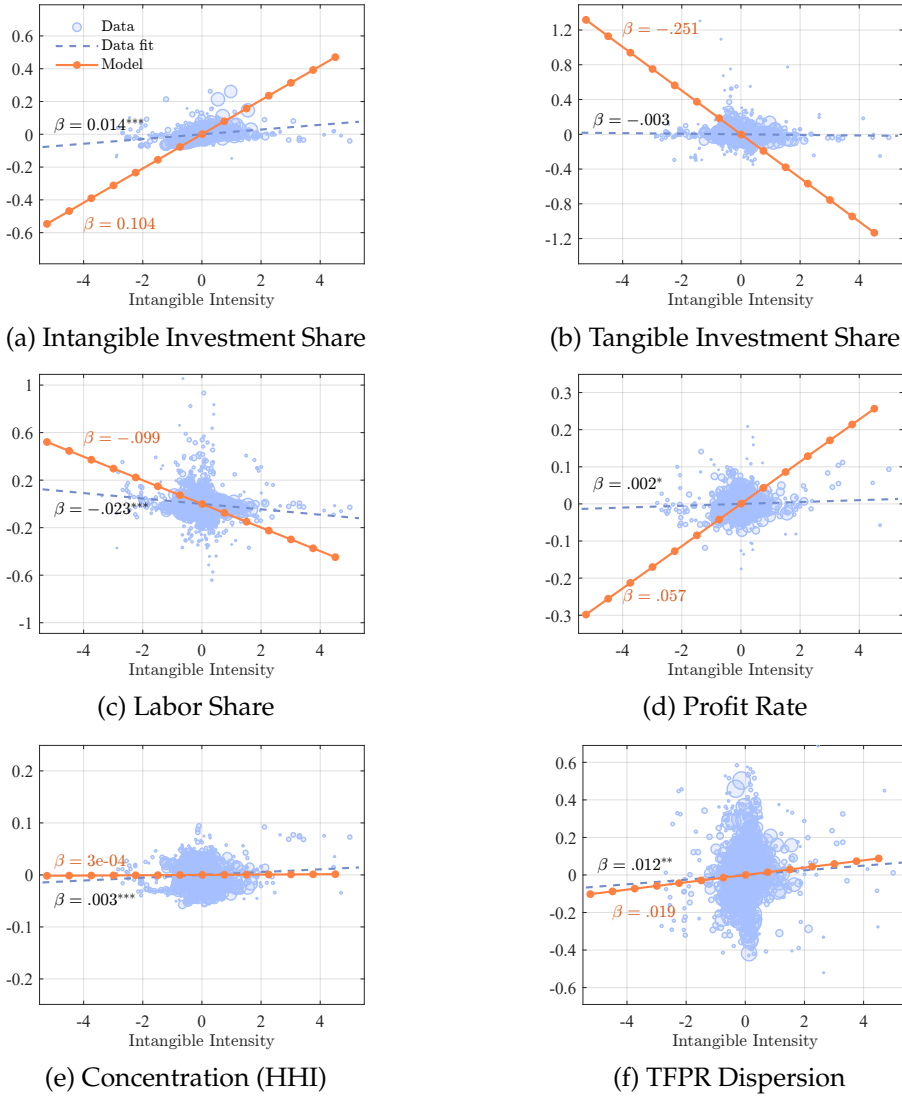 Data
Data fit
Model
0.6
0.4
0.2
0
-0.2
-0.4
-0.6
β = 0.014***
β = 0.104
-4 -2 0 2 4
Intangible Intensity
(a) Intangible Investment Share
1.2
0.8
0.4
0
-0.4
-0.8
-1.2
β = −.251
β = −.003
-4 -2 0 2 4
Intangible Intensity
(b) Tangible Investment Share
1
0.6
0.2
-0.2
-0.6
-1
β = −.099
β = −.023***
-4 -2 0 2 4
Intangible Intensity
(c) Labor Share
0.3
0.2
0.1
0
-0.1
-0.2
-0.3
β = .002*
β = .057
-4 -2 0 2 4
Intangible Intensity
(d) Profit Rate
0.2
0.1
0
-0.1
-0.2
β = 3e-04
β = .003***
-4 -2 0 2 4
Intangible Intensity
(e) Concentration (HHI)
0.6
0.4
0.2
0
-0.2
-0.4
-0.6
β = .012**
β = .019
-4 -2 0 2 4
Intangible Intensity
(f) TFPR Dispersion